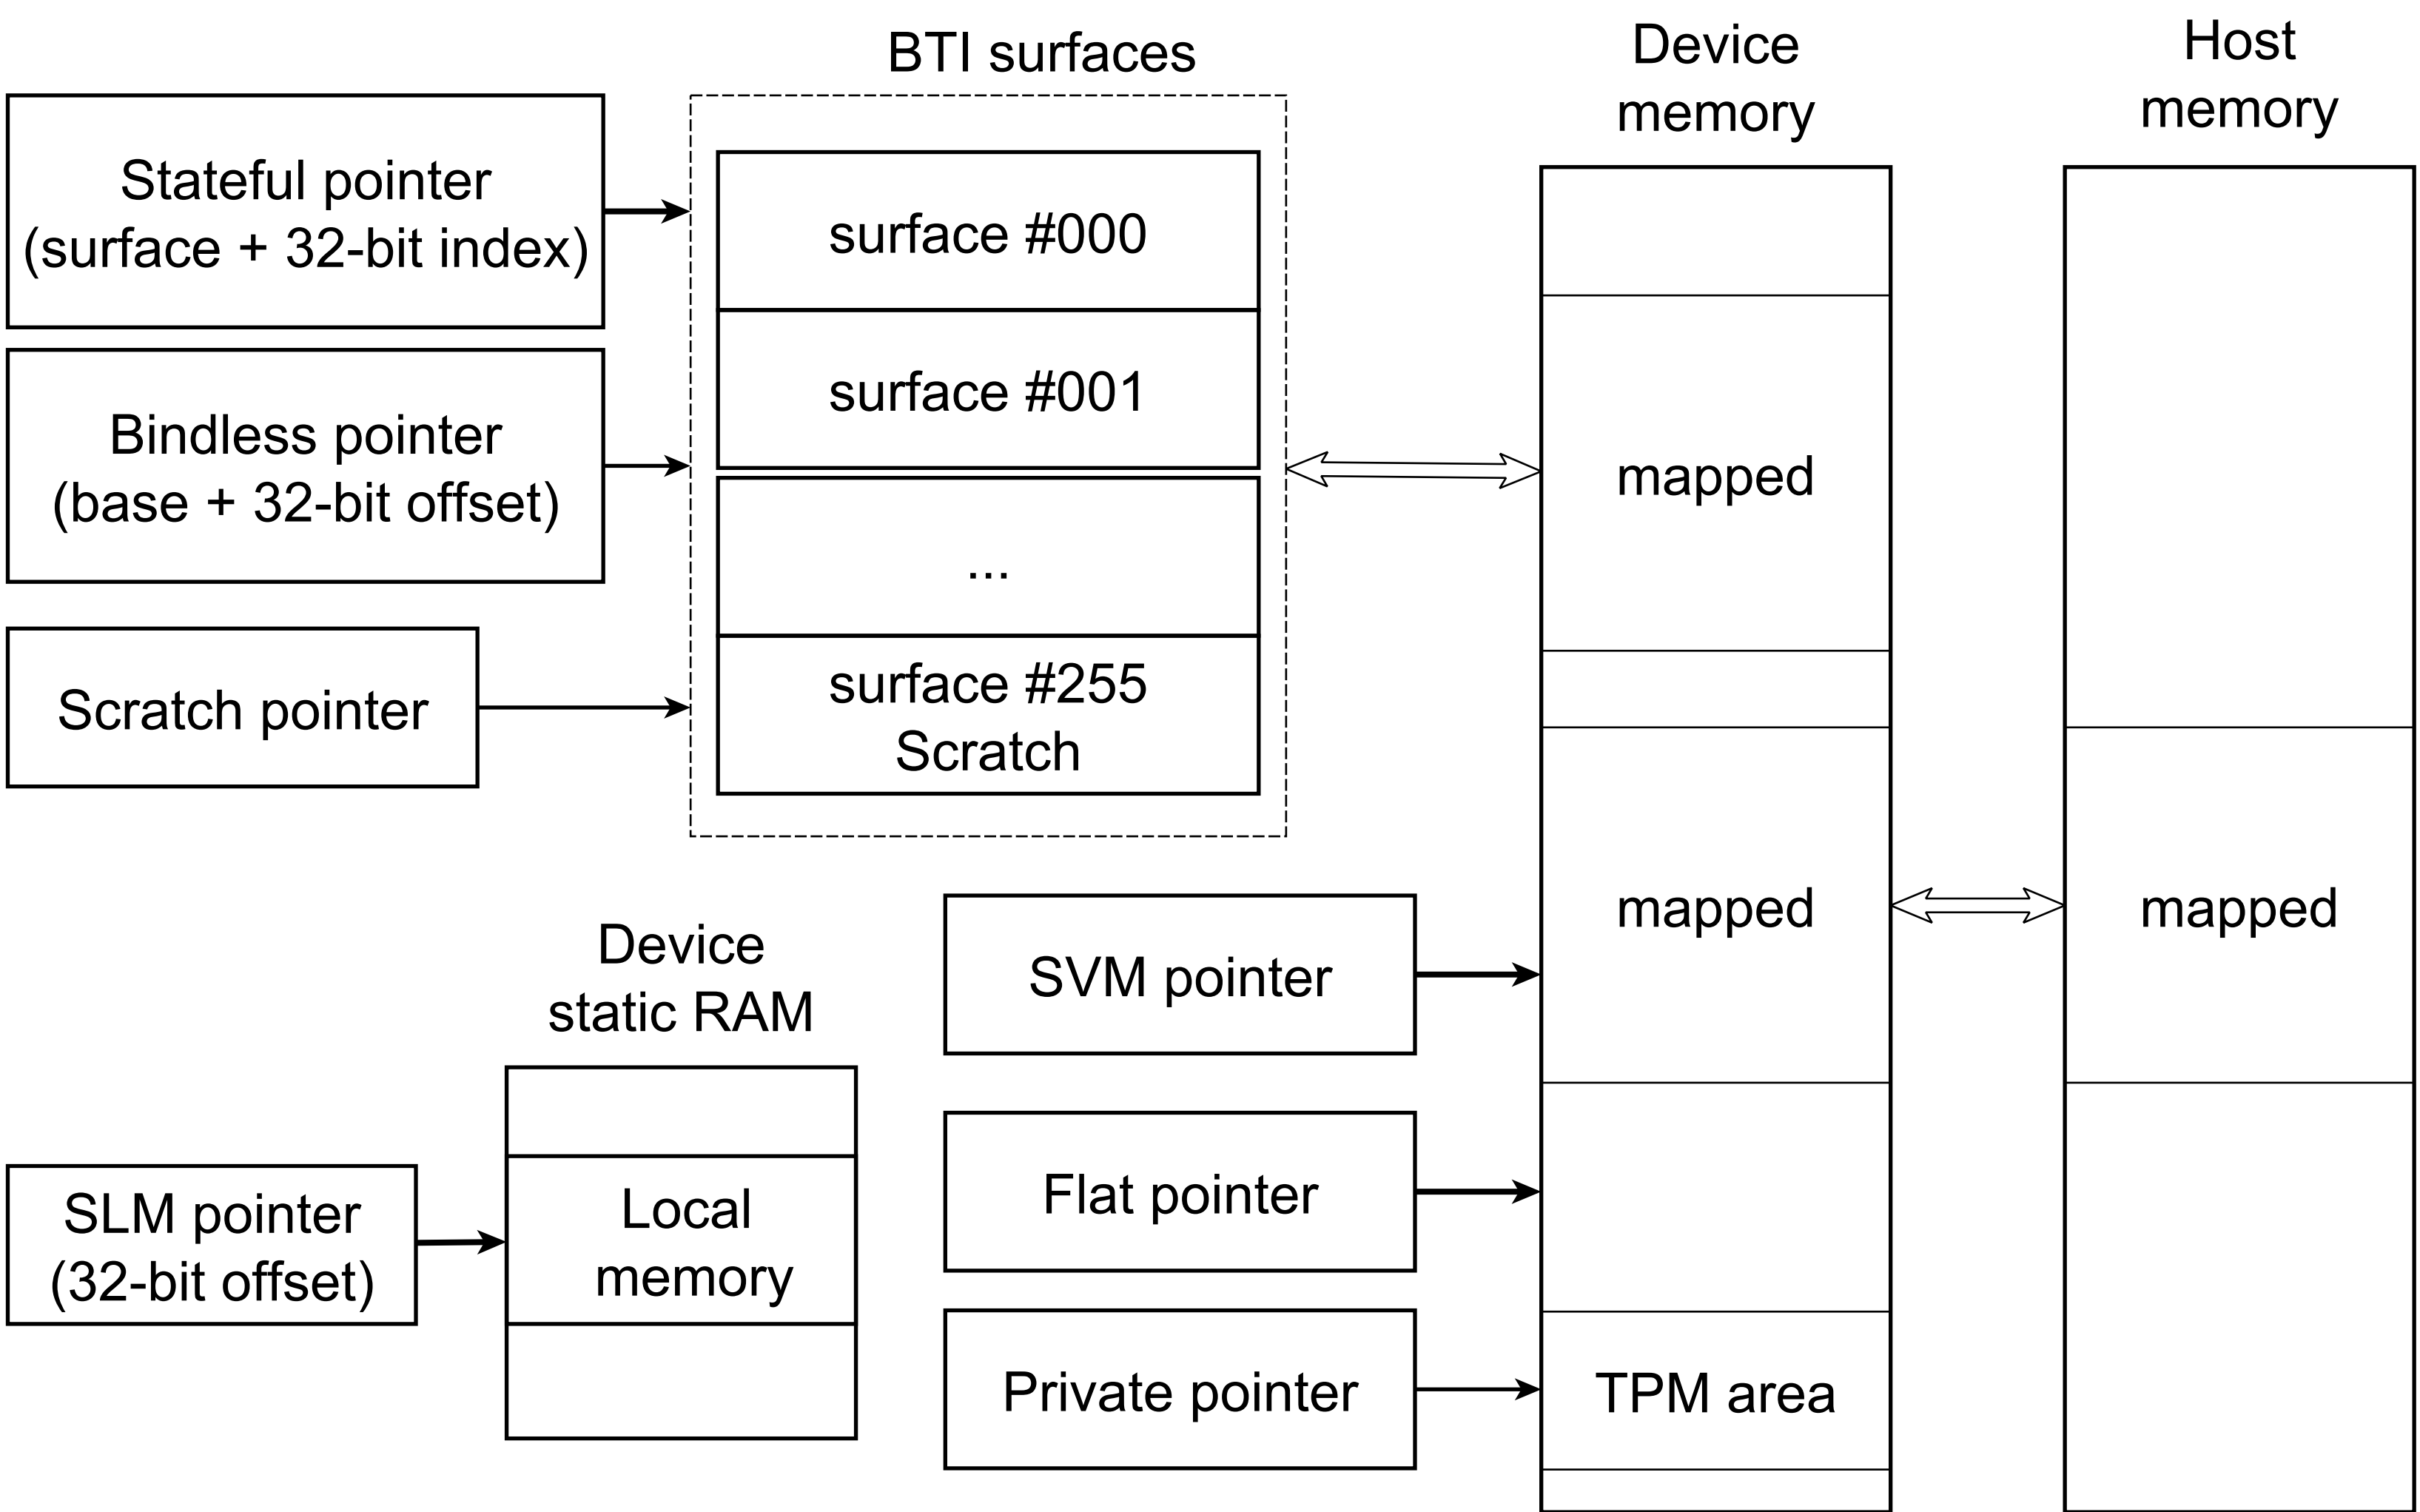 BTI surfaces
Device
memory
Host
memory
Stateful pointer
(surface + 32-bit index)
surface #000
Bindless pointer
(base + 32-bit offset)
surface #001
mapped
...
Scratch pointer
surface #255
Scratch
mapped
mapped
Device
static RAM
SVM pointer
SLM pointer
(32-bit offset)
Local
memory
Flat pointer
Private pointer
TPM area